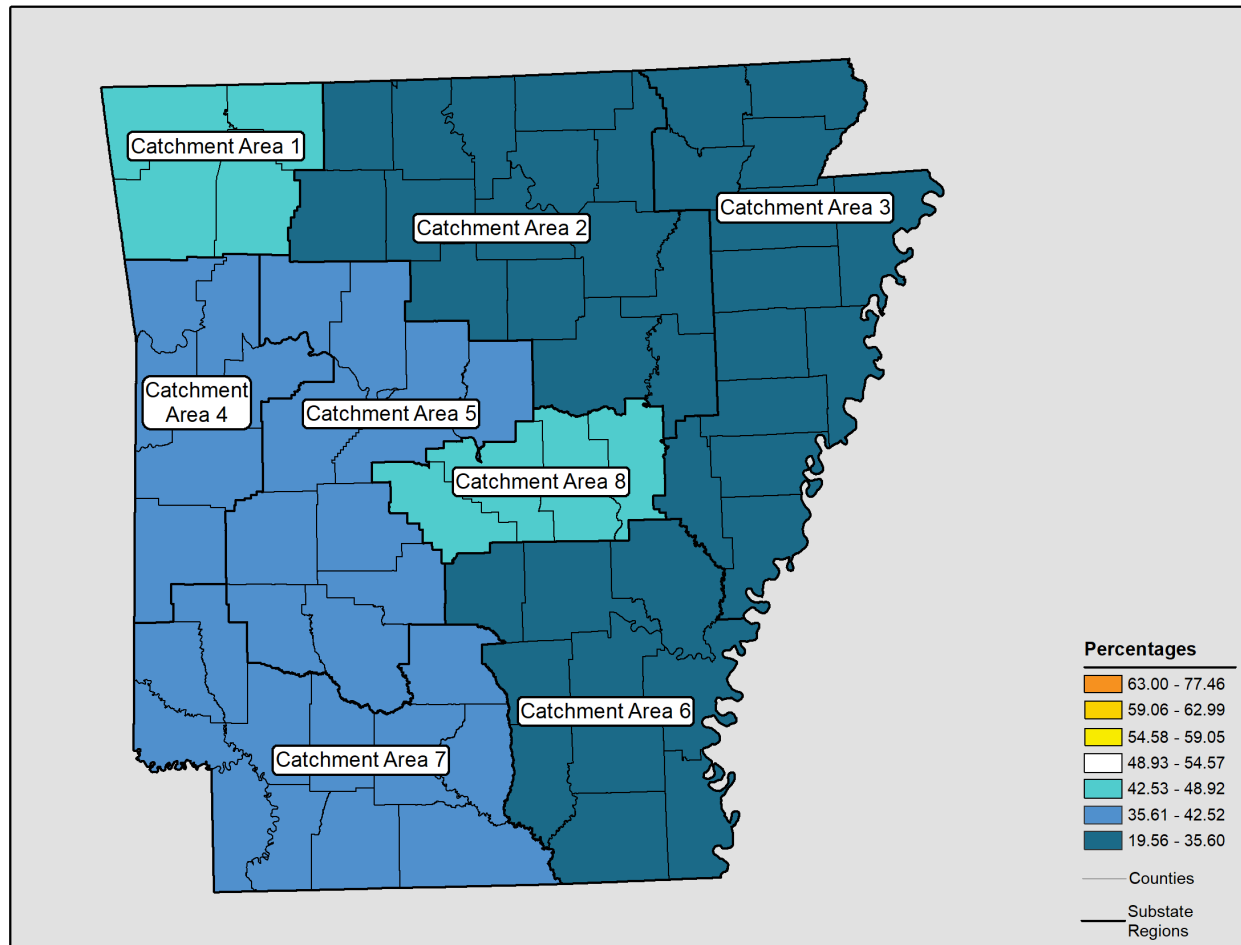 Catchment Area 1
Catchment Area 2
Catchment Area 3
Catchment
Area 4
Catchment Area 5
Catchment Area 8
Catchment Area 6
Catchment Area 7
Percentages
63.00 - 77.46
59.06 - 62.99
54.58 - 59.05
48.93 - 54.57
42.53 - 48.92
35.61 - 42.52
19.56 - 35.60
Counties
Substate
Regions